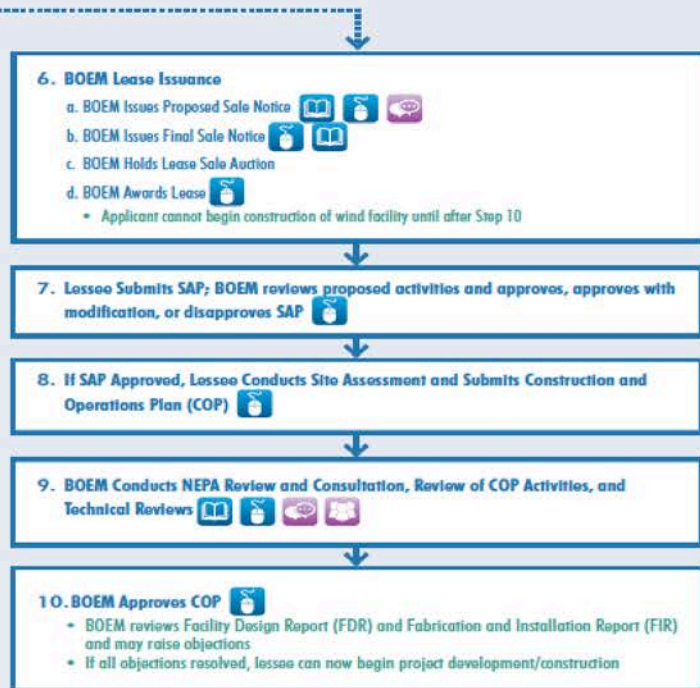 6. BOEM Lease Issuance
a. BOEM Issues Proposed Sale Notice
b. BOEM Issues Final Sale Notice
c. BOEM Holds Lease Sale Auction
d. BOEM Awards Lease
• Applicant cannot begin construction of wind facility until after Step 10
7. Lessee Submits SAP; BOEM reviews proposed activities and approves, approves with
modification, or disapproves SAP
8. If SAP Approved, Lessee Conducts Site Assessment and Submits Construction and
Operations Plan (COP)
9. BOEM Conducts NEPA Review and Consultation, Review of COP Activities, and
Technical Reviews
10. BOEM Approves COP
• BOEM reviews Facility Design Report (FDR) and Fabrication and Installation Report (FIR)
and may raise objections
• If all objections resolved, lessee can now begin project development/construction